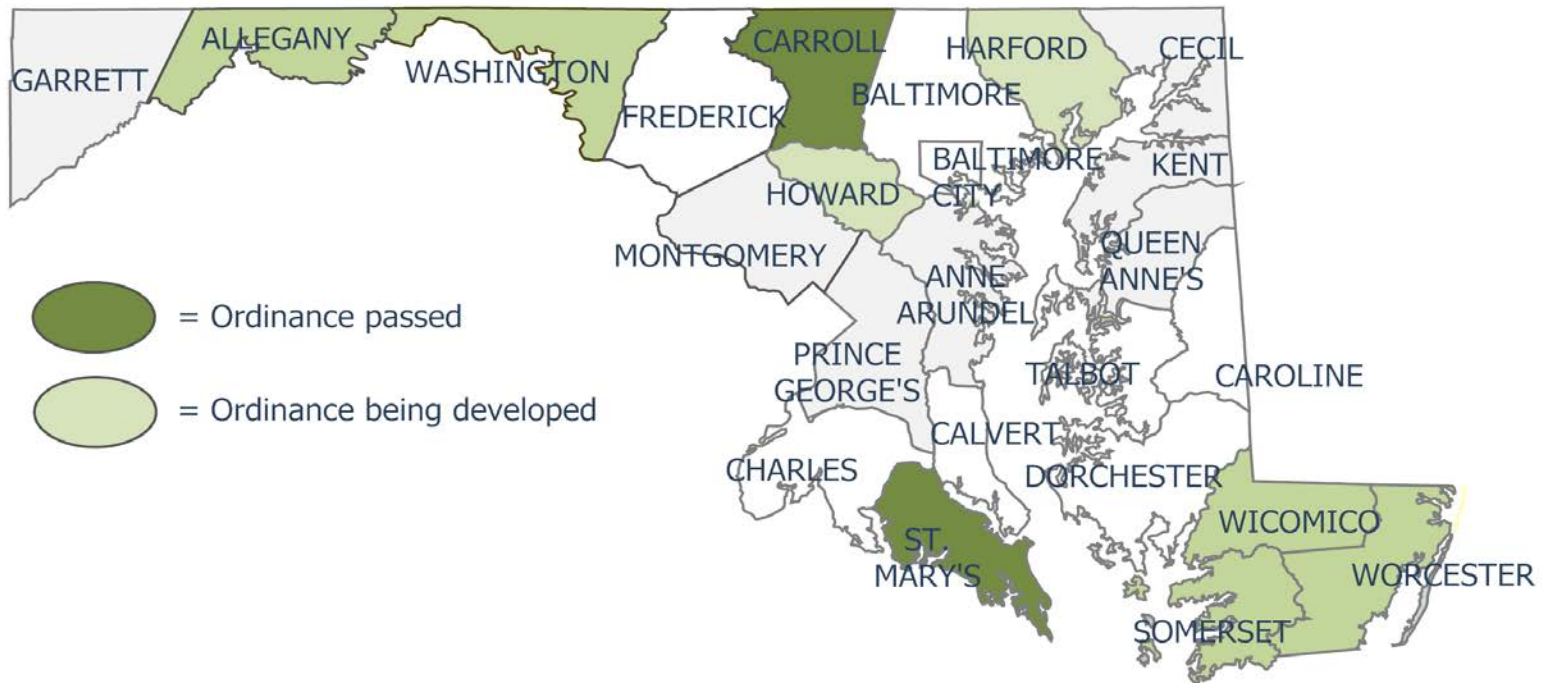 ALLEGANY
GARRETT
WASHINGTON
FREDERICK
CARROLL
BALTIMORE
HARFORD
CECIL
BALTIMORE
CITY
KENT
HOWARD
MONTGOMERY
QUEEN
ANNE'S
ANNE
ARUNDEL
= Ordinance passed
= Ordinance being developed
PRINCE
GEORGE'S
TALBOT
CAROLINE
CALVERT
CHARLES
DORCHESTER
WICOMICO
ST.
MARY'S
WORCESTER
SOMERSET